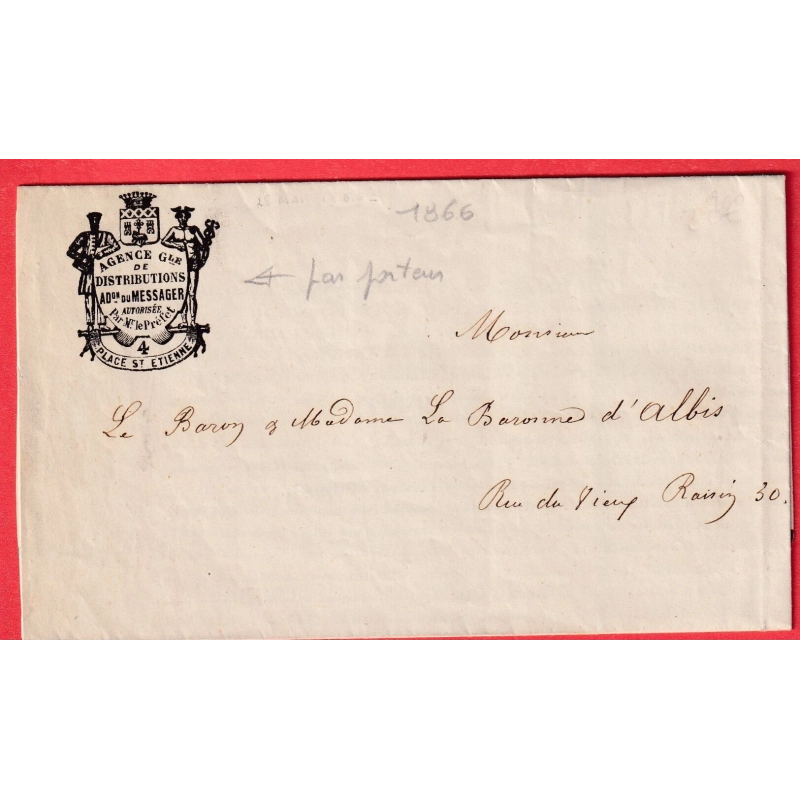 1866
AGENCE GLE
DE
DISTRIBUTIONS
ADON DU MESSAGER
AUTORISÉE
Par Mr. le Préfet
4
PLACE ST ETIENNE
par porteur
Monsieur
Le Baron & Madame La Baronne d'Albis
Rue du Vieux Raisin 30.